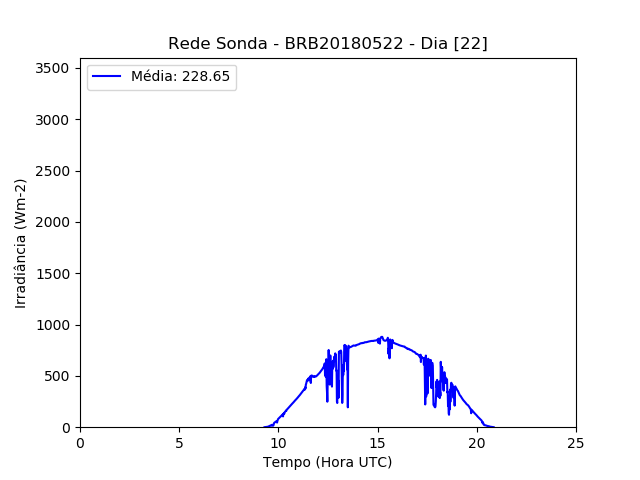 Rede Sonda - BRB20180522 - Dia [22]
Média: 228.65
3500
3000
2500
2000
1500
1000
500
0
Irradiância (Wm-2)
0 5 10 15 20 25
Tempo (Hora UTC)